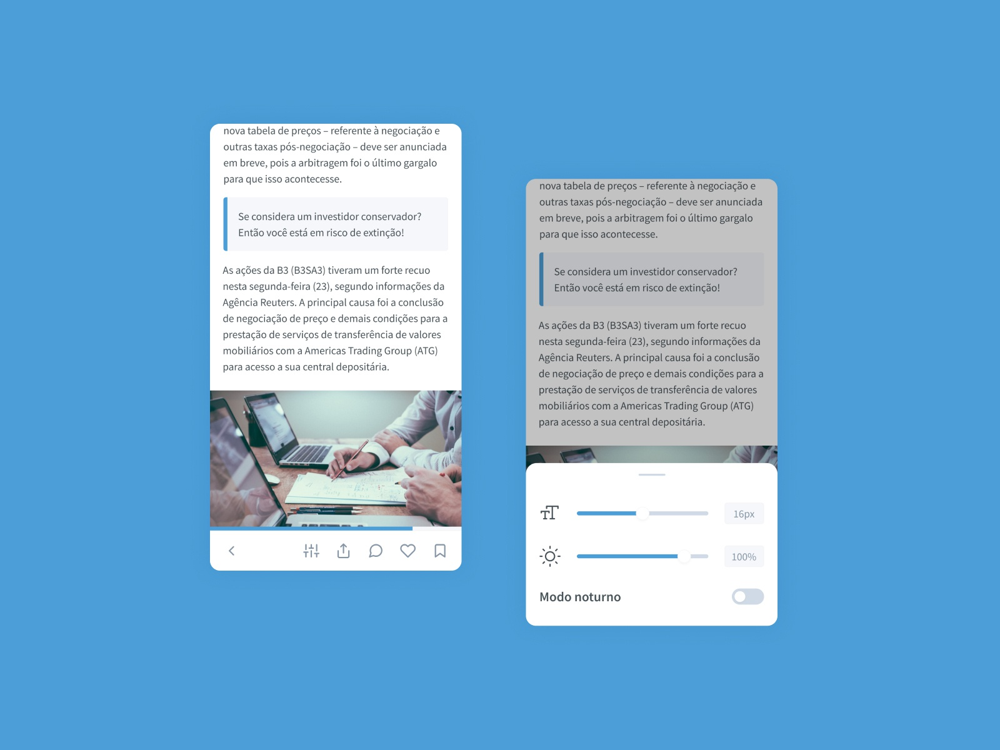 nova tabela de preços – referente à negociação e
outras taxas pós-negociação – deve ser anunciada
em breve, pois a arbitragem foi o último gargalo
para que isso acontecesse.
Se considera um investidor conservador?
Então você está em risco de extinção!
As ações da B3 (B3SA3) tiveram um forte recuo
nesta segunda-feira (23), segundo informações da
Agência Reuters. A principal causa foi a conclusão
de negociação de preço e demais condições para a
prestação de serviços de transferência de valores
mobiliários com a Americas Trading Group (ATG)
para acesso a sua central depositária.
nova tabela de preços – referente à negociação e
outras taxas pós-negociação – deve ser anunciada
em breve, pois a arbitragem foi o último gargalo
para que isso acontecesse.
Se considera um investidor conservador?
Então você está em risco de extinção!
As ações da B3 (B3SA3) tiveram um forte recuo
nesta segunda-feira (23), segundo informações da
Agência Reuters. A principal causa foi a conclusão
de negociação de preço e demais condições para a
prestação de serviços de transferência de valores
mobiliários com a Americas Trading Group (ATG)
para acesso a sua central depositária.
16px
100%
Modo noturno